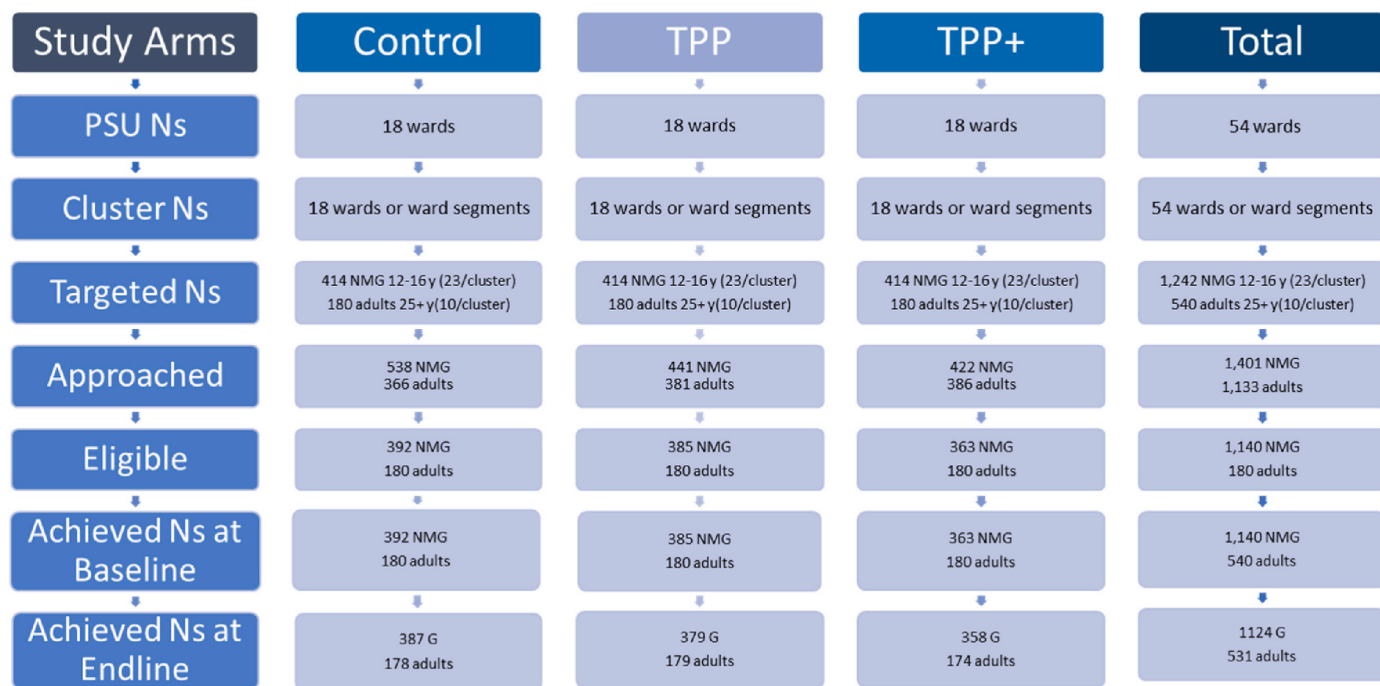 Study Arms
Control
TPP
TPP+
Total
PSU Ns
18 wards
18 wards
18 wards
54 wards
Cluster Ns
18 wards or ward segments
18 wards or ward segments
18 wards or ward segments
54 wards or ward segments
Targeted Ns
414 NMG 12-16 y (23/cluster)
180 adults 25+ y(10/cluster)
414 NMG 12-16 y (23/cluster)
180 adults 25+ y(10/cluster)
414 NMG 12-16 y (23/cluster)
180 adults 25+ y(10/cluster)
1,242 NMG 12-16 y (23/cluster)
540 adults 25+ y(10/cluster)
Approached
538 NMG
366 adults
441 NMG
381 adults
422 NMG
386 adults
1,401 NMG
1,133 adults
Eligible
392 NMG
180 adults
385 NMG
180 adults
363 NMG
180 adults
1,140 NMG
180 adults
Achieved Ns at
Baseline
392 NMG
180 adults
385 NMG
180 adults
363 NMG
180 adults
1,140 NMG
540 adults
Achieved Ns at
Endline
387 G
178 adults
379 G
179 adults
358 G
174 adults
1124 G
531 adults